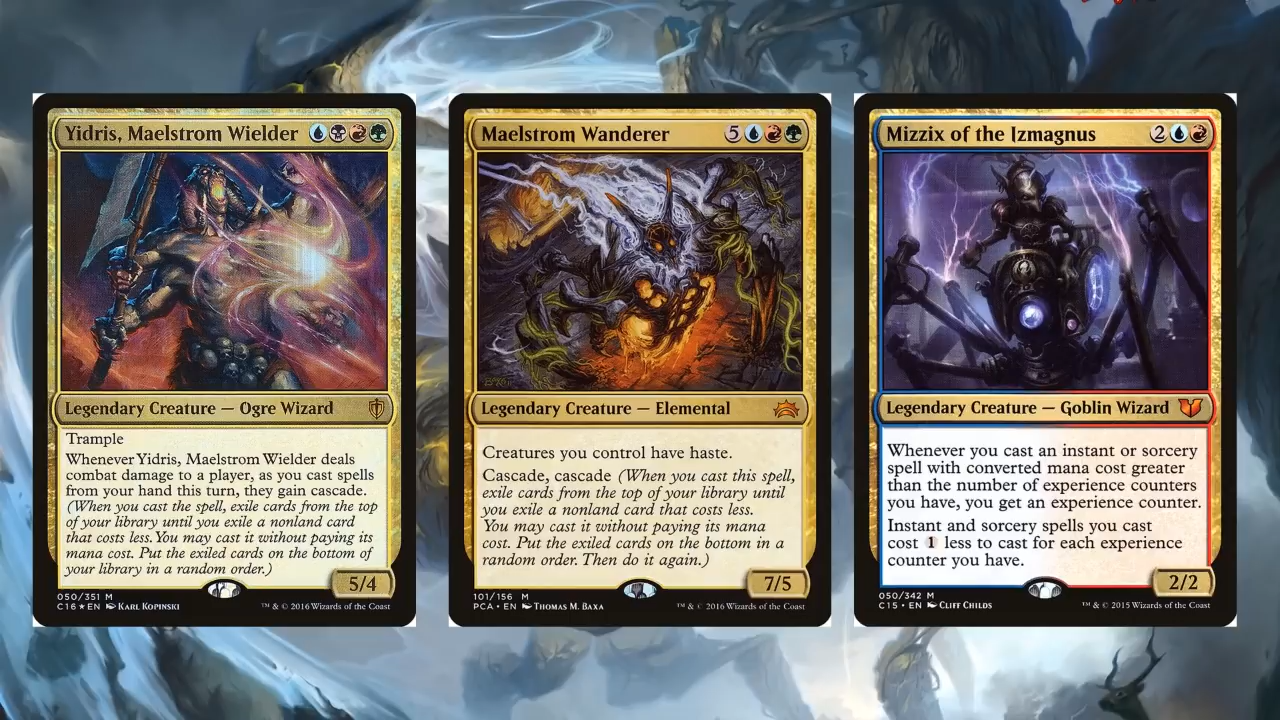 Yidris, Maelstrom Wielder
Legendary Creature — Ogre Wizard
Trample
Whenever Yidris, Maelstrom Wielder deals
combat damage to a player, as you cast spells
from your hand this turn, they gain cascade.
(When you cast the spell, exile cards from the top
of your library until you exile a nonland card
that costs less. You may cast it without paying its
mana cost. Put the exiled cards on the bottom of
your library in a random order.)
5/4
050/351 M
C16 ★ EN Karl Kopinski
™ & © 2016 Wizards of the Coast
Maelstrom Wanderer 5
Legendary Creature — Elemental
Creatures you control have haste.
Cascade, cascade (When you cast this spell,
exile cards from the top of your library until
you exile a nonland card that costs less.
You may cast it without paying its mana
cost. Put the exiled cards on the bottom in a
random order. Then do it again.)
7/5
101/156 M
PCA • EN Thomas M. Baxa
™ & © 2016 Wizards of the Coast
Mizzix of the Izmagnus 2
Legendary Creature — Goblin Wizard
Whenever you cast an instant or sorcery
spell with converted mana cost greater
than the number of experience counters
you have, you get an experience counter.
Instant and sorcery spells you cast
cost 1 less to cast for each experience
counter you have.
2/2
050/342 M
C15 • EN Cliff Childs
™ & © 2015 Wizards of the Coast